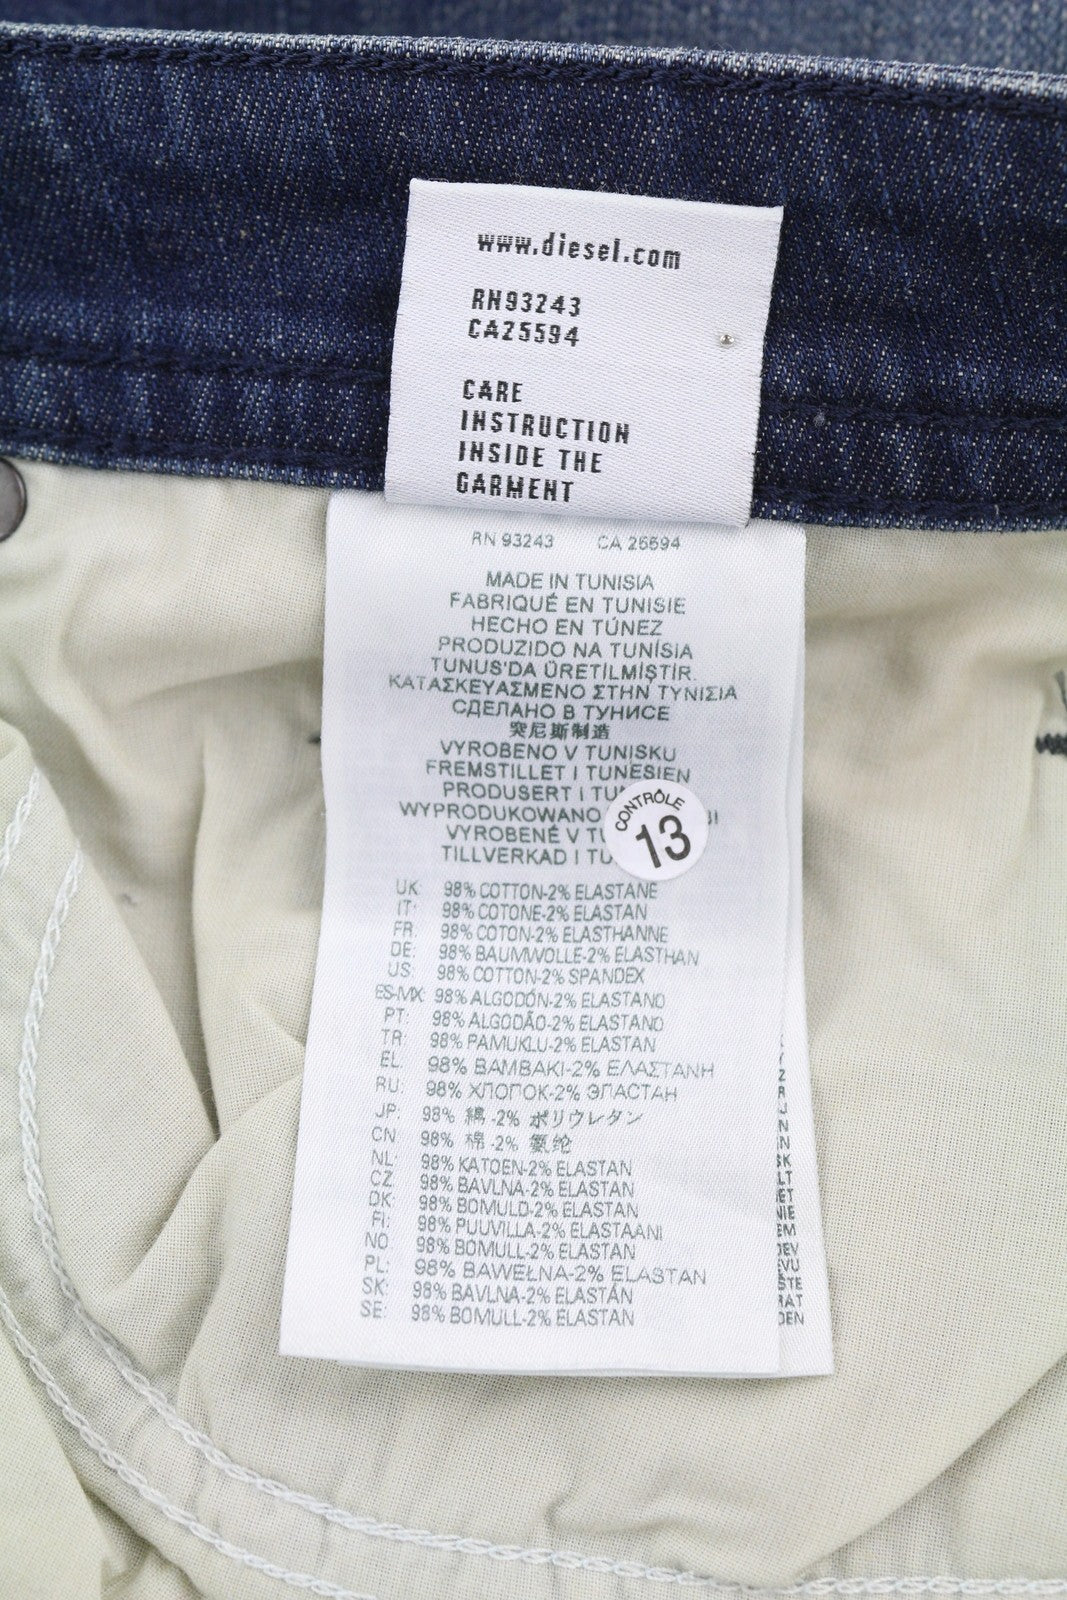 www.diesel.com
RN93243
CA25594
CARE
INSTRUCTION
INSIDE THE
GARMENT
RN 93243 CA 25594
MADE IN TUNISIA
FABRIQUÉ EN TUNISIE
HECHO EN TÚNEZ
PRODUZIDO NA TUNÍSIA
TUNUS'DA ÜRETİLMİŞTİR.
ΚΑΤΑΣΚΕΥΑΣΜΕΝΟ ΣΤΗΝ ΤΥΝΙΣΙΑ
СДЕЛАНО В ТУНИСЕ
突尼斯制造
VYROBENO V TUNISKU
FREMSTILLET I TUNESIEN
PRODUSERT I
WYPRODUKOWANO
VYROBENÉ V
TILLVERKAD I
CONTRÔLE
13
UK: 98% COTTON-2% ELASTANE
IT: 98% COTONE-2% ELASTAN
FR: 98% COTON-2% ELASTHANNE
DE: 98% BAUMWOLLE-2% ELASTHAN
US: 98% COTTON-2% SPANDEX
ES-MX: 98% ALGODÓN-2% ELASTANO
PT: 98% ALGODÃO-2% ELASTANO
TR: 98% PAMUKLU-2% ELASTAN
EL: 98% ΒΑΜΒΑΚΙ-2% ΕΛΑΣΤΑΝΗ
RU: 98% ХЛОПОК-2% ЭЛАСТАН
JP: 98% 綿 -2% ポリウレタン
CN: 98% 棉 -2% 氨纶
NL: 98% KATOEN-2% ELASTAN
CZ: 98% BAVLNA-2% ELASTAN
DK: 98% BOMULD-2% ELASTAN
FI: 98% PUUVILLA-2% ELASTAANI
NO: 98% BOMULL-2% ELASTAN
PL: 98% BAWEŁNA-2% ELASTAN
SK: 98% BAVLNA-2% ELASTÁN
SE: 98% BOMULL-2% ELASTAN